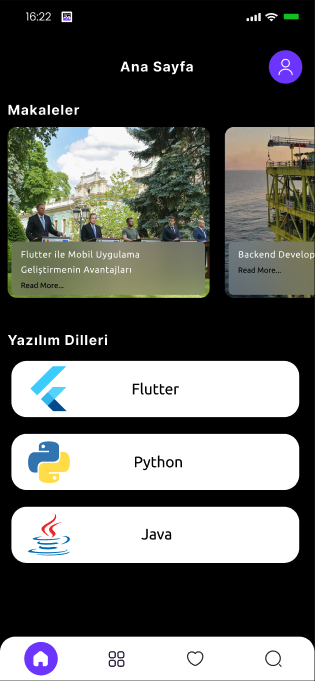 16:22
Ana Sayfa
Makaleler
Flutter ile Mobil Uygulama
Geliştirmenin Avantajları
Read More...
Backend Develop
Read More...
Yazılım Dilleri
Flutter
Python
Java